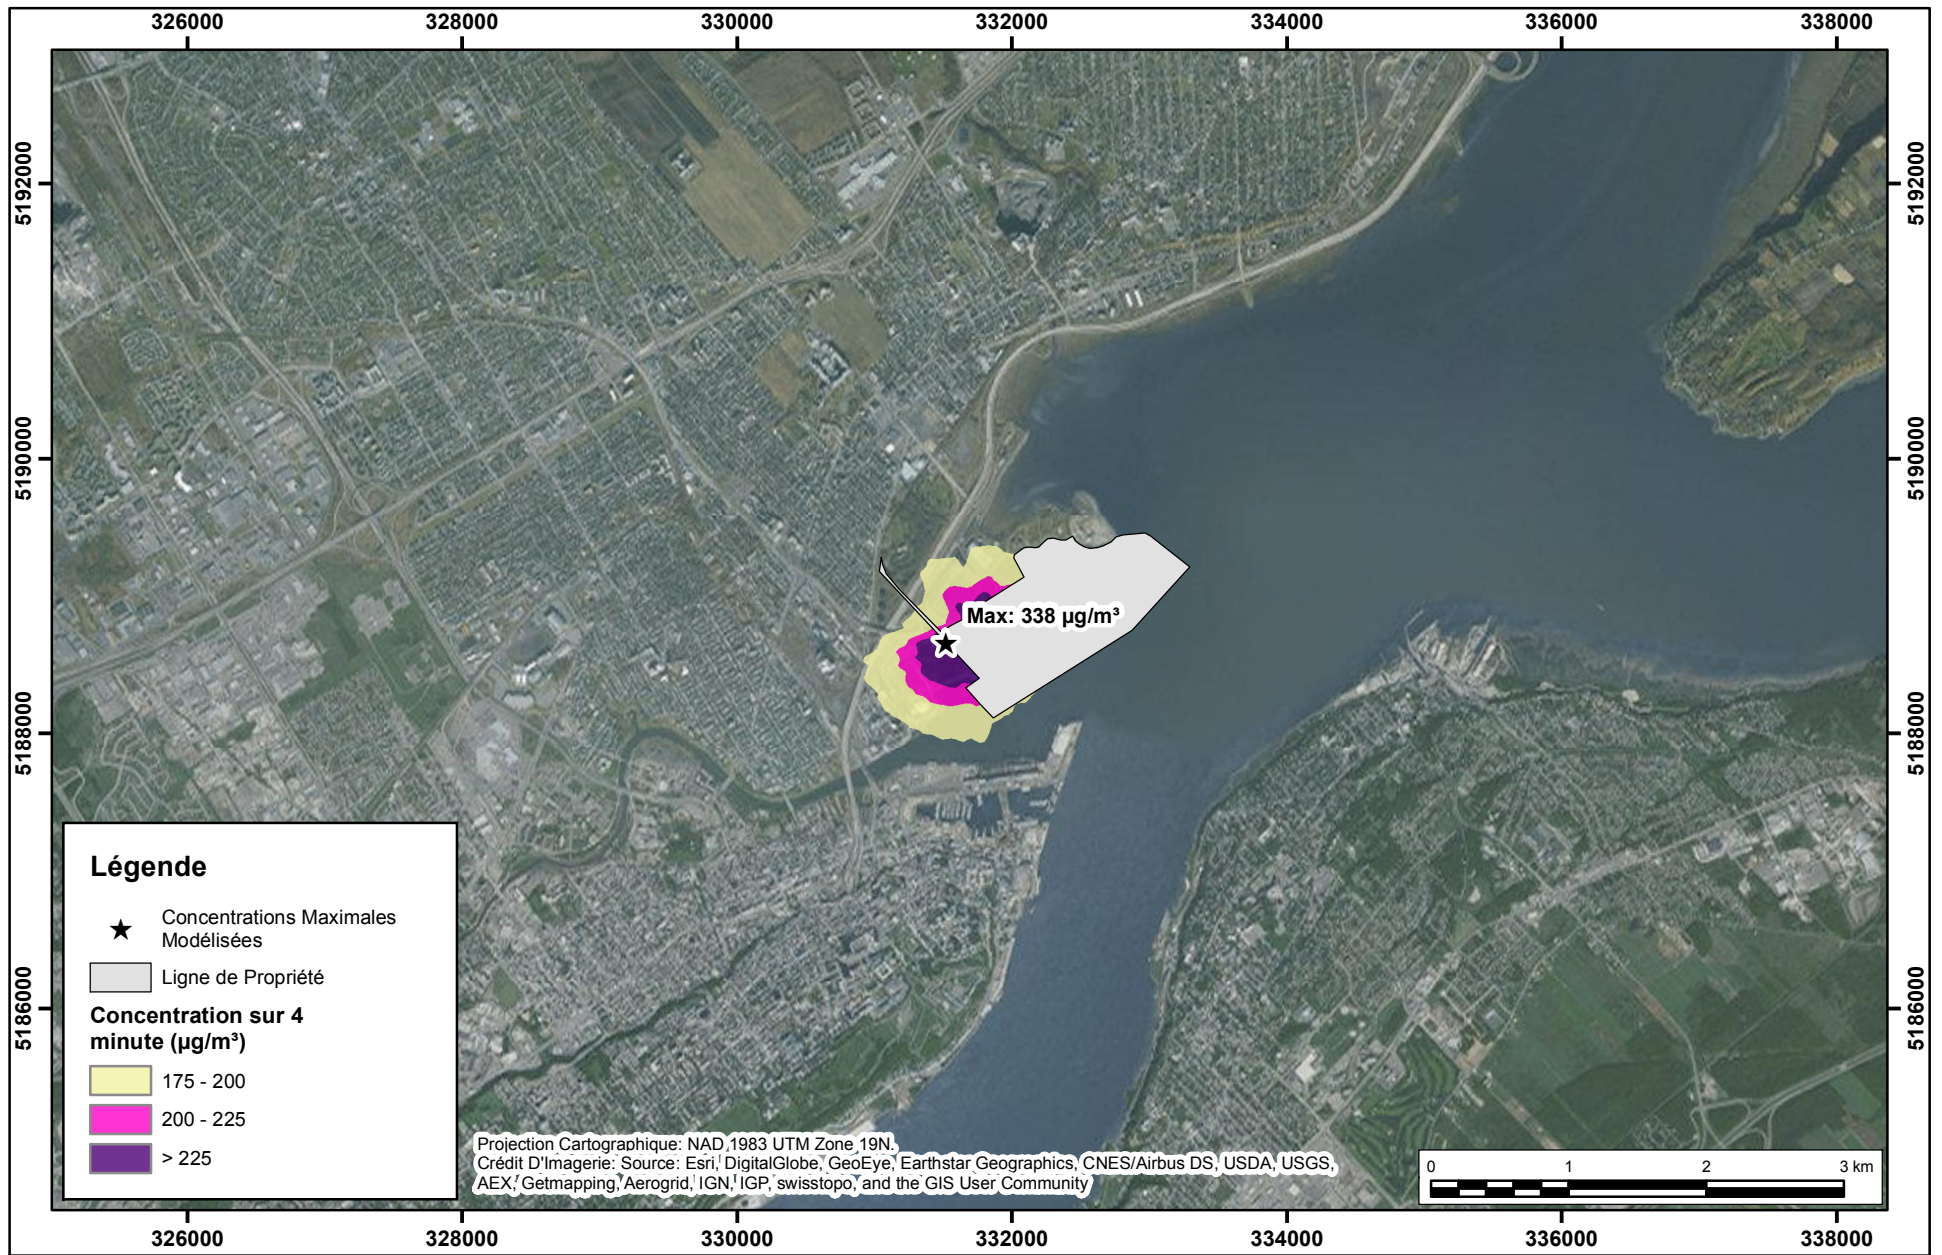 326000 328000 330000 332000 334000 336000 338000
5192000
5192000
5190000
5190000
5188000
5188000
5186000
5186000
Max: 338 µg/m³
Légende
Concentrations Maximales
Modélisées
Ligne de Propriété
Concentration sur 4
minute (µg/m³)
175 - 200
200 - 225
> 225
Projection Cartographique: NAD 1983 UTM Zone 19N.
Crédit D'Imagerie: Source: Esri, DigitalGlobe, GeoEye, Earthstar Geographics, CNES/Airbus DS, USDA, USGS,
AEX, Getmapping, Aerogrid, IGN, IGP, swisstopo, and the GIS User Community
0 1 2 3 km
326000 328000 330000 332000 334000 336000 338000